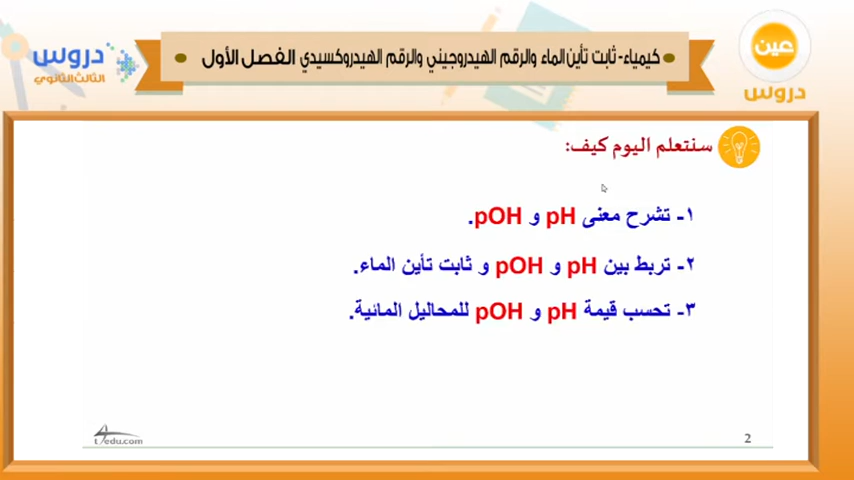 كيمياء- ثابت تأين الماء والرقم الهيدروجيني والرقم الهيدروكسيدي الفصل الأول
عين
دروس
دروس
الثالث الثانوي
سنتعلم اليوم كيف:
١- تشرح معنى pH و pOH.
٢- تربط بين pH و pOH و ثابت تأين الماء.
٣- تحسب قيمة pH و pOH للمحاليل المائية.
t4edu.com
2